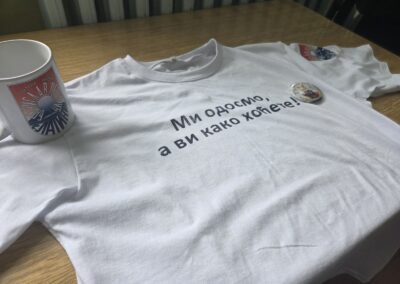 Ми одосмо,
а ви како хоћете!